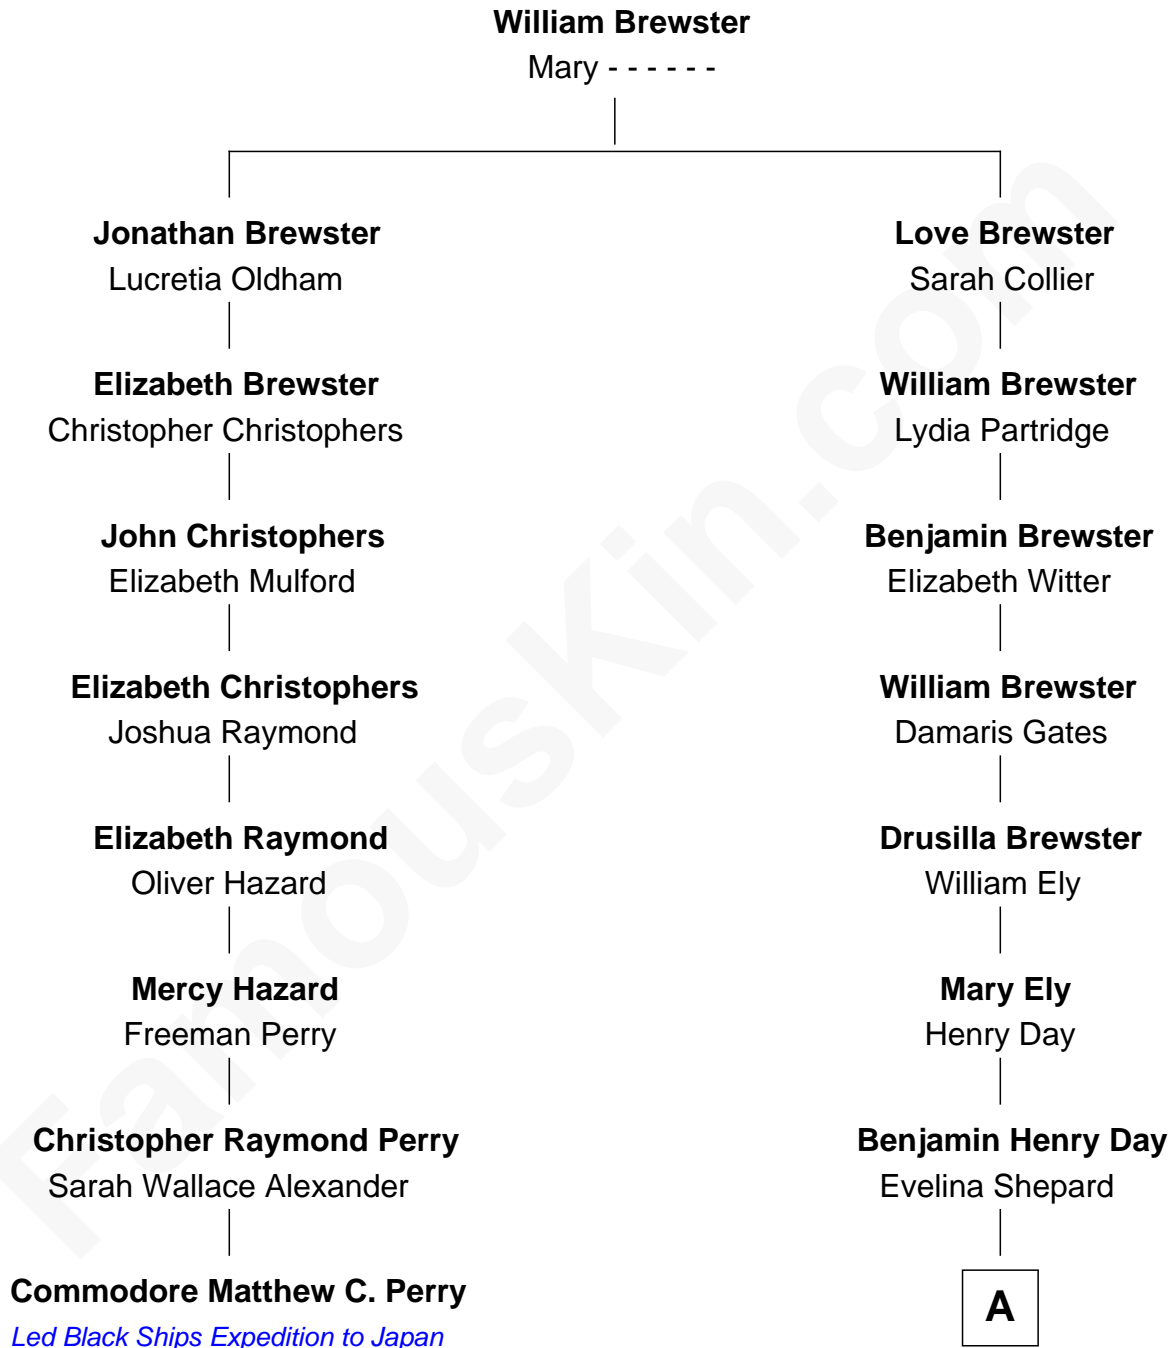 William Brewster
Mary - - - - - -
Jonathan Brewster
Lucretia Oldham
Love Brewster
Sarah Collier
Elizabeth Brewster
Christopher Christophers
William Brewster
Lydia Partridge
John Christophers
Elizabeth Mulford
Benjamin Brewster
Elizabeth Witter
Elizabeth Christophers
Joshua Raymond
William Brewster
Damaris Gates
Elizabeth Raymond
Oliver Hazard
Drusilla Brewster
William Ely
Mercy Hazard
Freeman Perry
Mary Ely
Henry Day
Christopher Raymond Perry
Sarah Wallace Alexander
Benjamin Henry Day
Evelina Shepard
Commodore Matthew C. Perry
Led Black Ships Expedition to Japan
A
FamousKin.com